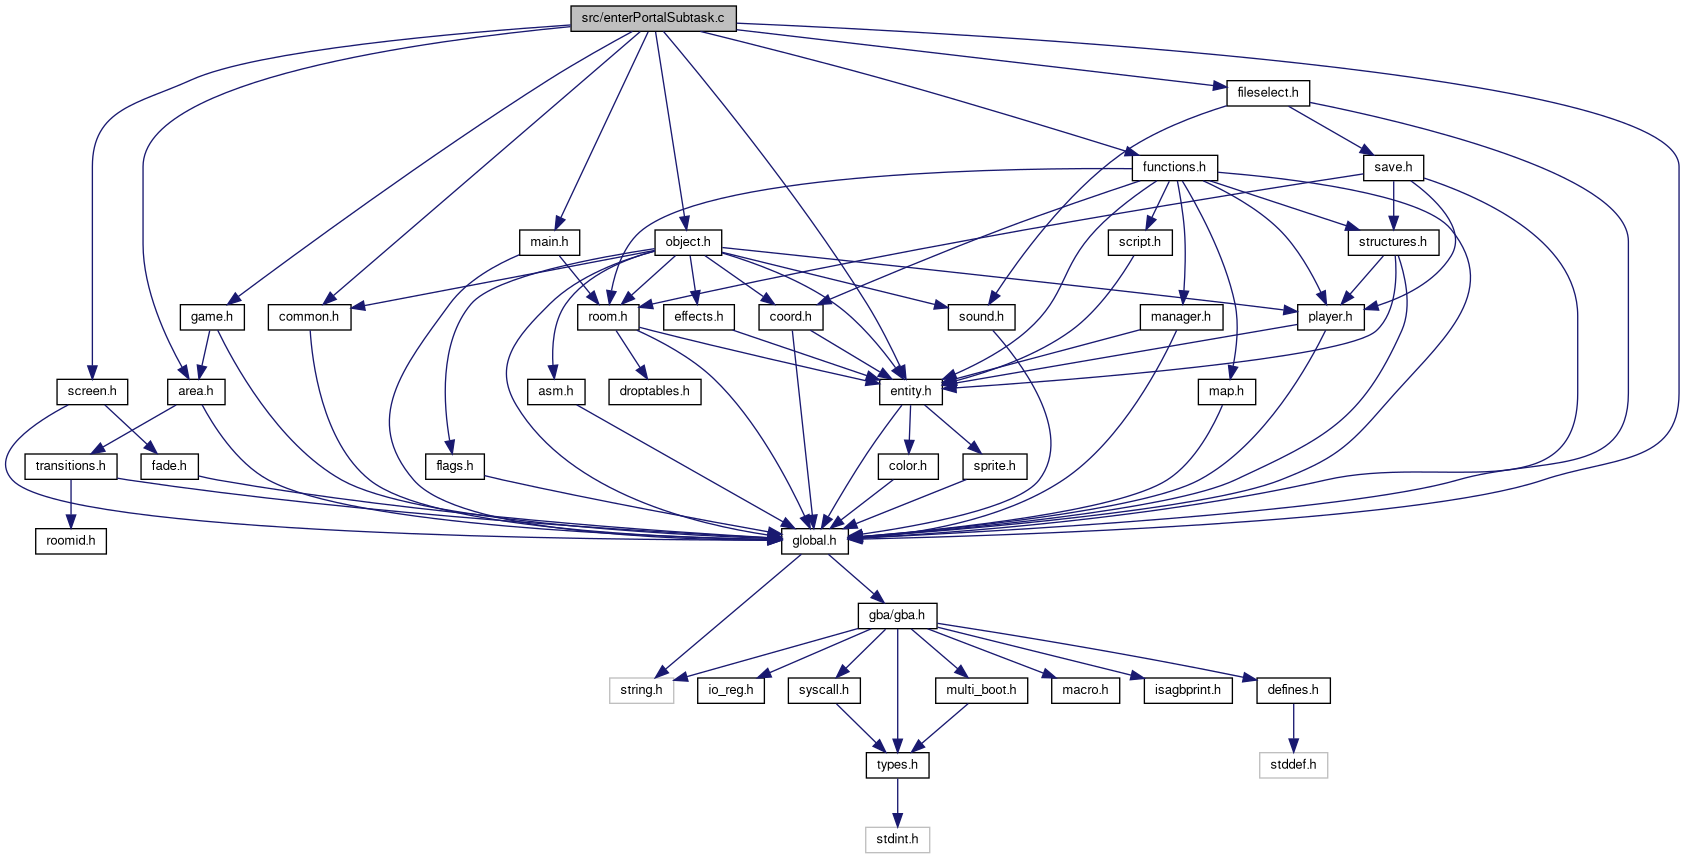 src/enterPortalSubtask.c
fileselect.h
functions.h
save.h
main.h
object.h
script.h
structures.h
game.h
common.h
room.h
effects.h
coord.h
sound.h
manager.h
player.h
screen.h
area.h
asm.h
droptables.h
entity.h
map.h
transitions.h
fade.h
flags.h
color.h
sprite.h
roomid.h
global.h
gba/gba.h
string.h
io_reg.h
syscall.h
multi_boot.h
macro.h
isagbprint.h
defines.h
types.h
stddef.h
stdint.h